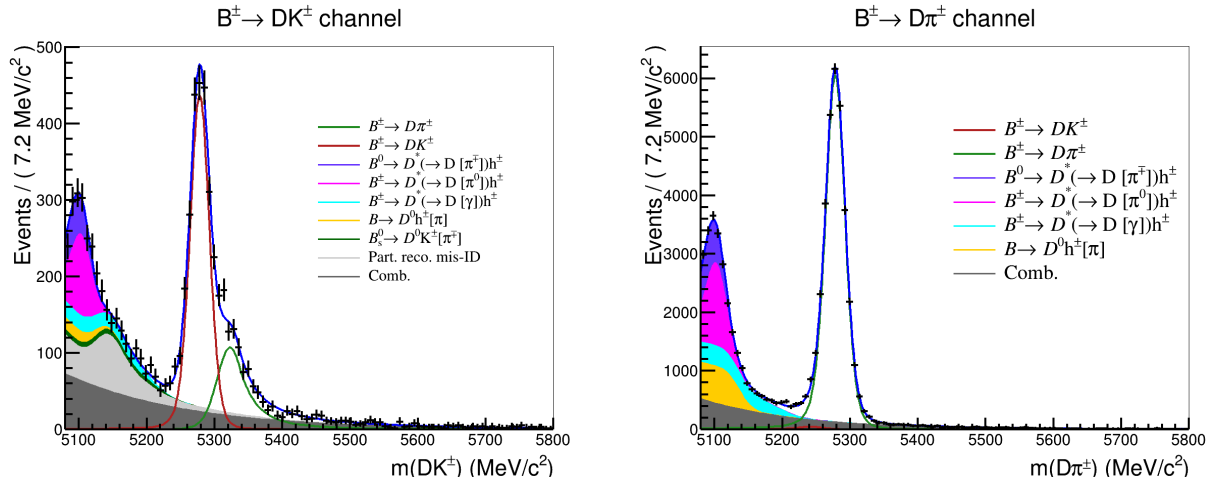 B±→ DK± channel
Events / ( 7.2 MeV/c²)
500
400
300
200
100
0
B±→ Dπ±
B±→ DK±
B⁰→ D*(→ D [π∓])h±
B±→ D*(→ D [π⁰])h±
B±→ D*(→ D [γ])h±
B→ D⁰h±[π]
B⁰ₛ→ D⁰K±[π∓]
Part. reco. mis-ID
Comb.
5100 5200 5300 5400 5500 5600 5700 5800
m(DK±) (MeV/c²)
B±→ Dπ± channel
Events / ( 7.2 MeV/c²)
6000
5000
4000
3000
2000
1000
0
B±→ DK±
B±→ Dπ±
B⁰→ D*(→ D [π∓])h±
B±→ D*(→ D [π⁰])h±
B±→ D*(→ D [γ])h±
B→ D⁰h±[π]
Comb.
5100 5200 5300 5400 5500 5600 5700 5800
m(Dπ±) (MeV/c²)